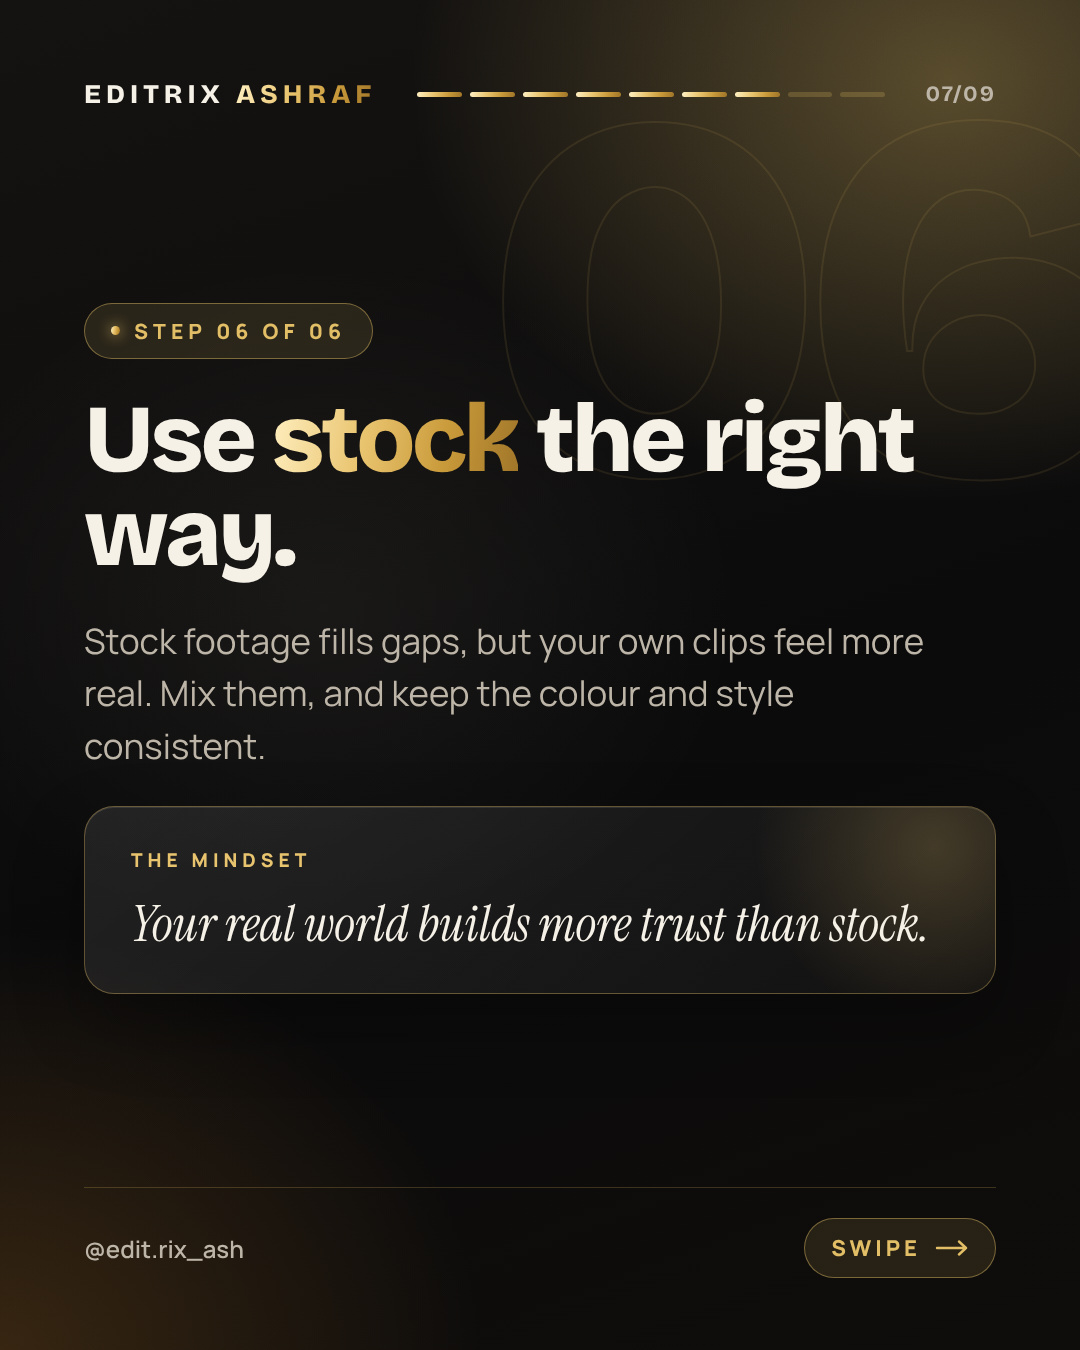 EDITRIX ASHRAF
07/09
06
STEP 06 OF 06
Use stock the right
way.
Stock footage fills gaps, but your own clips feel more
real. Mix them, and keep the colour and style
consistent.
THE MINDSET
Your real world builds more trust than stock.
@edit.rix_ash
SWIPE →